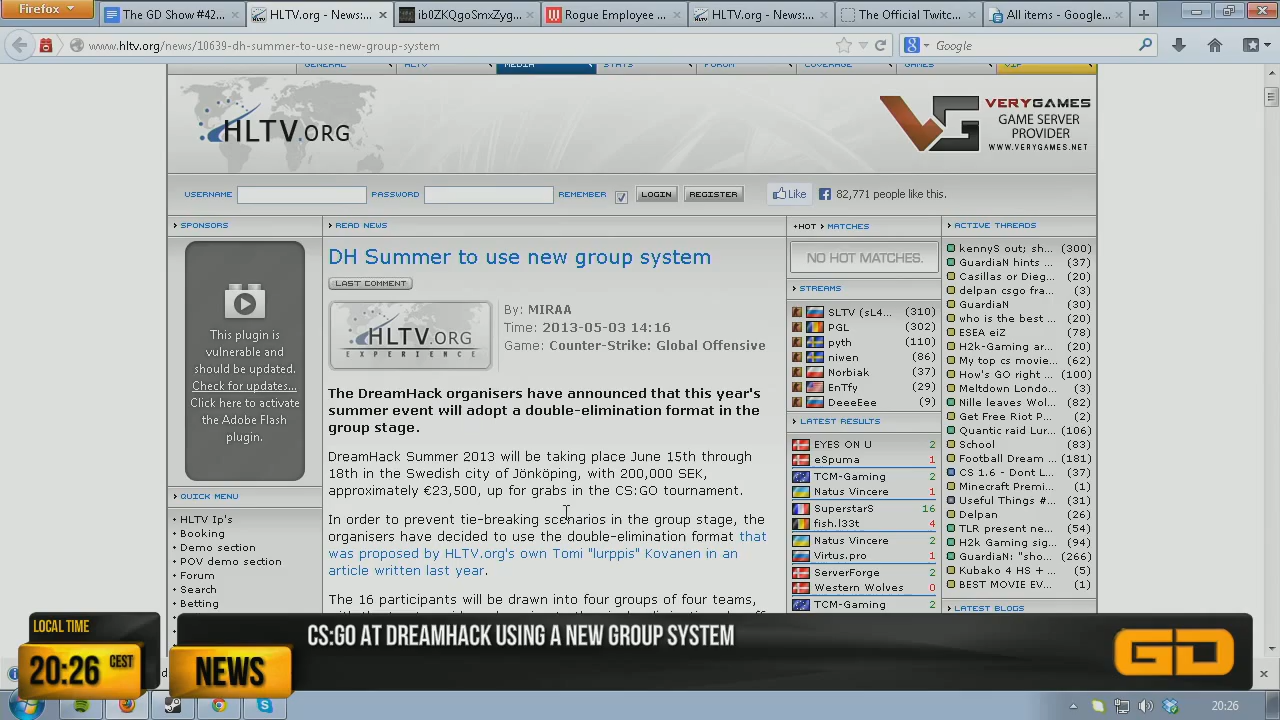 Firefox
The GD Show #42...
HLTV.org - News:...
ib0ZKQgoSmxZyg...
Rogue Employee ...
HLTV.org - News:...
The Official Twitc...
All items - Google...
www.hltv.org/news/10899-dh-summer-to-use-new-group-system
Google
GENERAL
HLTV
MEDIA
STATS
FORUM
COVERAGE
GAMES
VIP
HLTV.ORG
VERYGAMES
GAME SERVER
PROVIDER
WWW.VERYGAMES.NET
USERNAME
PASSWORD
REMEMBER
LOGIN
REGISTER
Like
82,771 people like this.
SPONSORS
This plugin is
vulnerable and
should be updated.
Check for updates...
Click here to activate
the Adobe Flash
plugin.
QUICK MENU
HLTV Ip's
Booking
Demo section
POV demo section
Forum
Search
Betting
READ NEWS
DH Summer to use new group system
LAST COMMENT
HLTV.ORG
EXPERIENCE
By: MIRAA
Time: 2013-05-03 14:16
Game: Counter-Strike: Global Offensive
The DreamHack organisers have announced that this year's
summer event will adopt a double-elimination format in the
group stage.
DreamHack Summer 2013 will be taking place June 15th through
18th in the Swedish city of Jönköping, with 200,000 SEK,
approximately €23,500, up for grabs in the CS:GO tournament.
In order to prevent tie-breaking scenarios in the group stage, the
organisers have decided to use the double-elimination format that
was proposed by HLTV.org's own Tomi "lurppis" Kovanen in an
article written last year.
The 16 participants will be drawn into four groups of four teams,
+HOT MATCHES
NO HOT MATCHES.
STREAMS
SLTV (sL4... (310)
PGL (302)
pyth (110)
niwen (86)
Norbiak (37)
EnTfy (29)
DeeeEee (9)
LATEST RESULTS
EYES ON U 2
eSpuma 1
TCM-Gaming 2
Natus Vincere 1
SuperstarS 16
fish.l33t 4
Natus Vincere 2
Virtus.pro 1
ServerForge 2
Western Wolves 0
TCM-Gaming 2
ACTIVE THREADS
kennyS out; sh... (300)
GuardiaN hints ... (37)
Casillas or Dieg... (20)
delpan csgo fra... (31)
GuardiaN (30)
who is the best ... (20)
ESEA eiZ (78)
H2k-Gaming ar... (70)
My top cs movie... (62)
How's GO right ... (100)
Meltdown Londo... (3)
Nille leaves Wol... (238)
Get Free Riot P... (2)
Quantic raid Lur... (106)
School (41)
Football Dream ... (101)
CS 1.6 - Dont L... (37)
Minecraft Premi... (1)
Useful Things #... (16)
Delpan (31)
TLR present ne... (39)
H2k Gaming sig... (94)
GuardiaN: "sho... (266)
Kubako 4 HS + ... (5)
BEST MOVIE EV... (1)
LATEST BLOGS
LOCAL TIME
20:26 CEST
NEWS
CS:GO AT DREAMHACK USING A NEW GROUP SYSTEM
GD
20:26